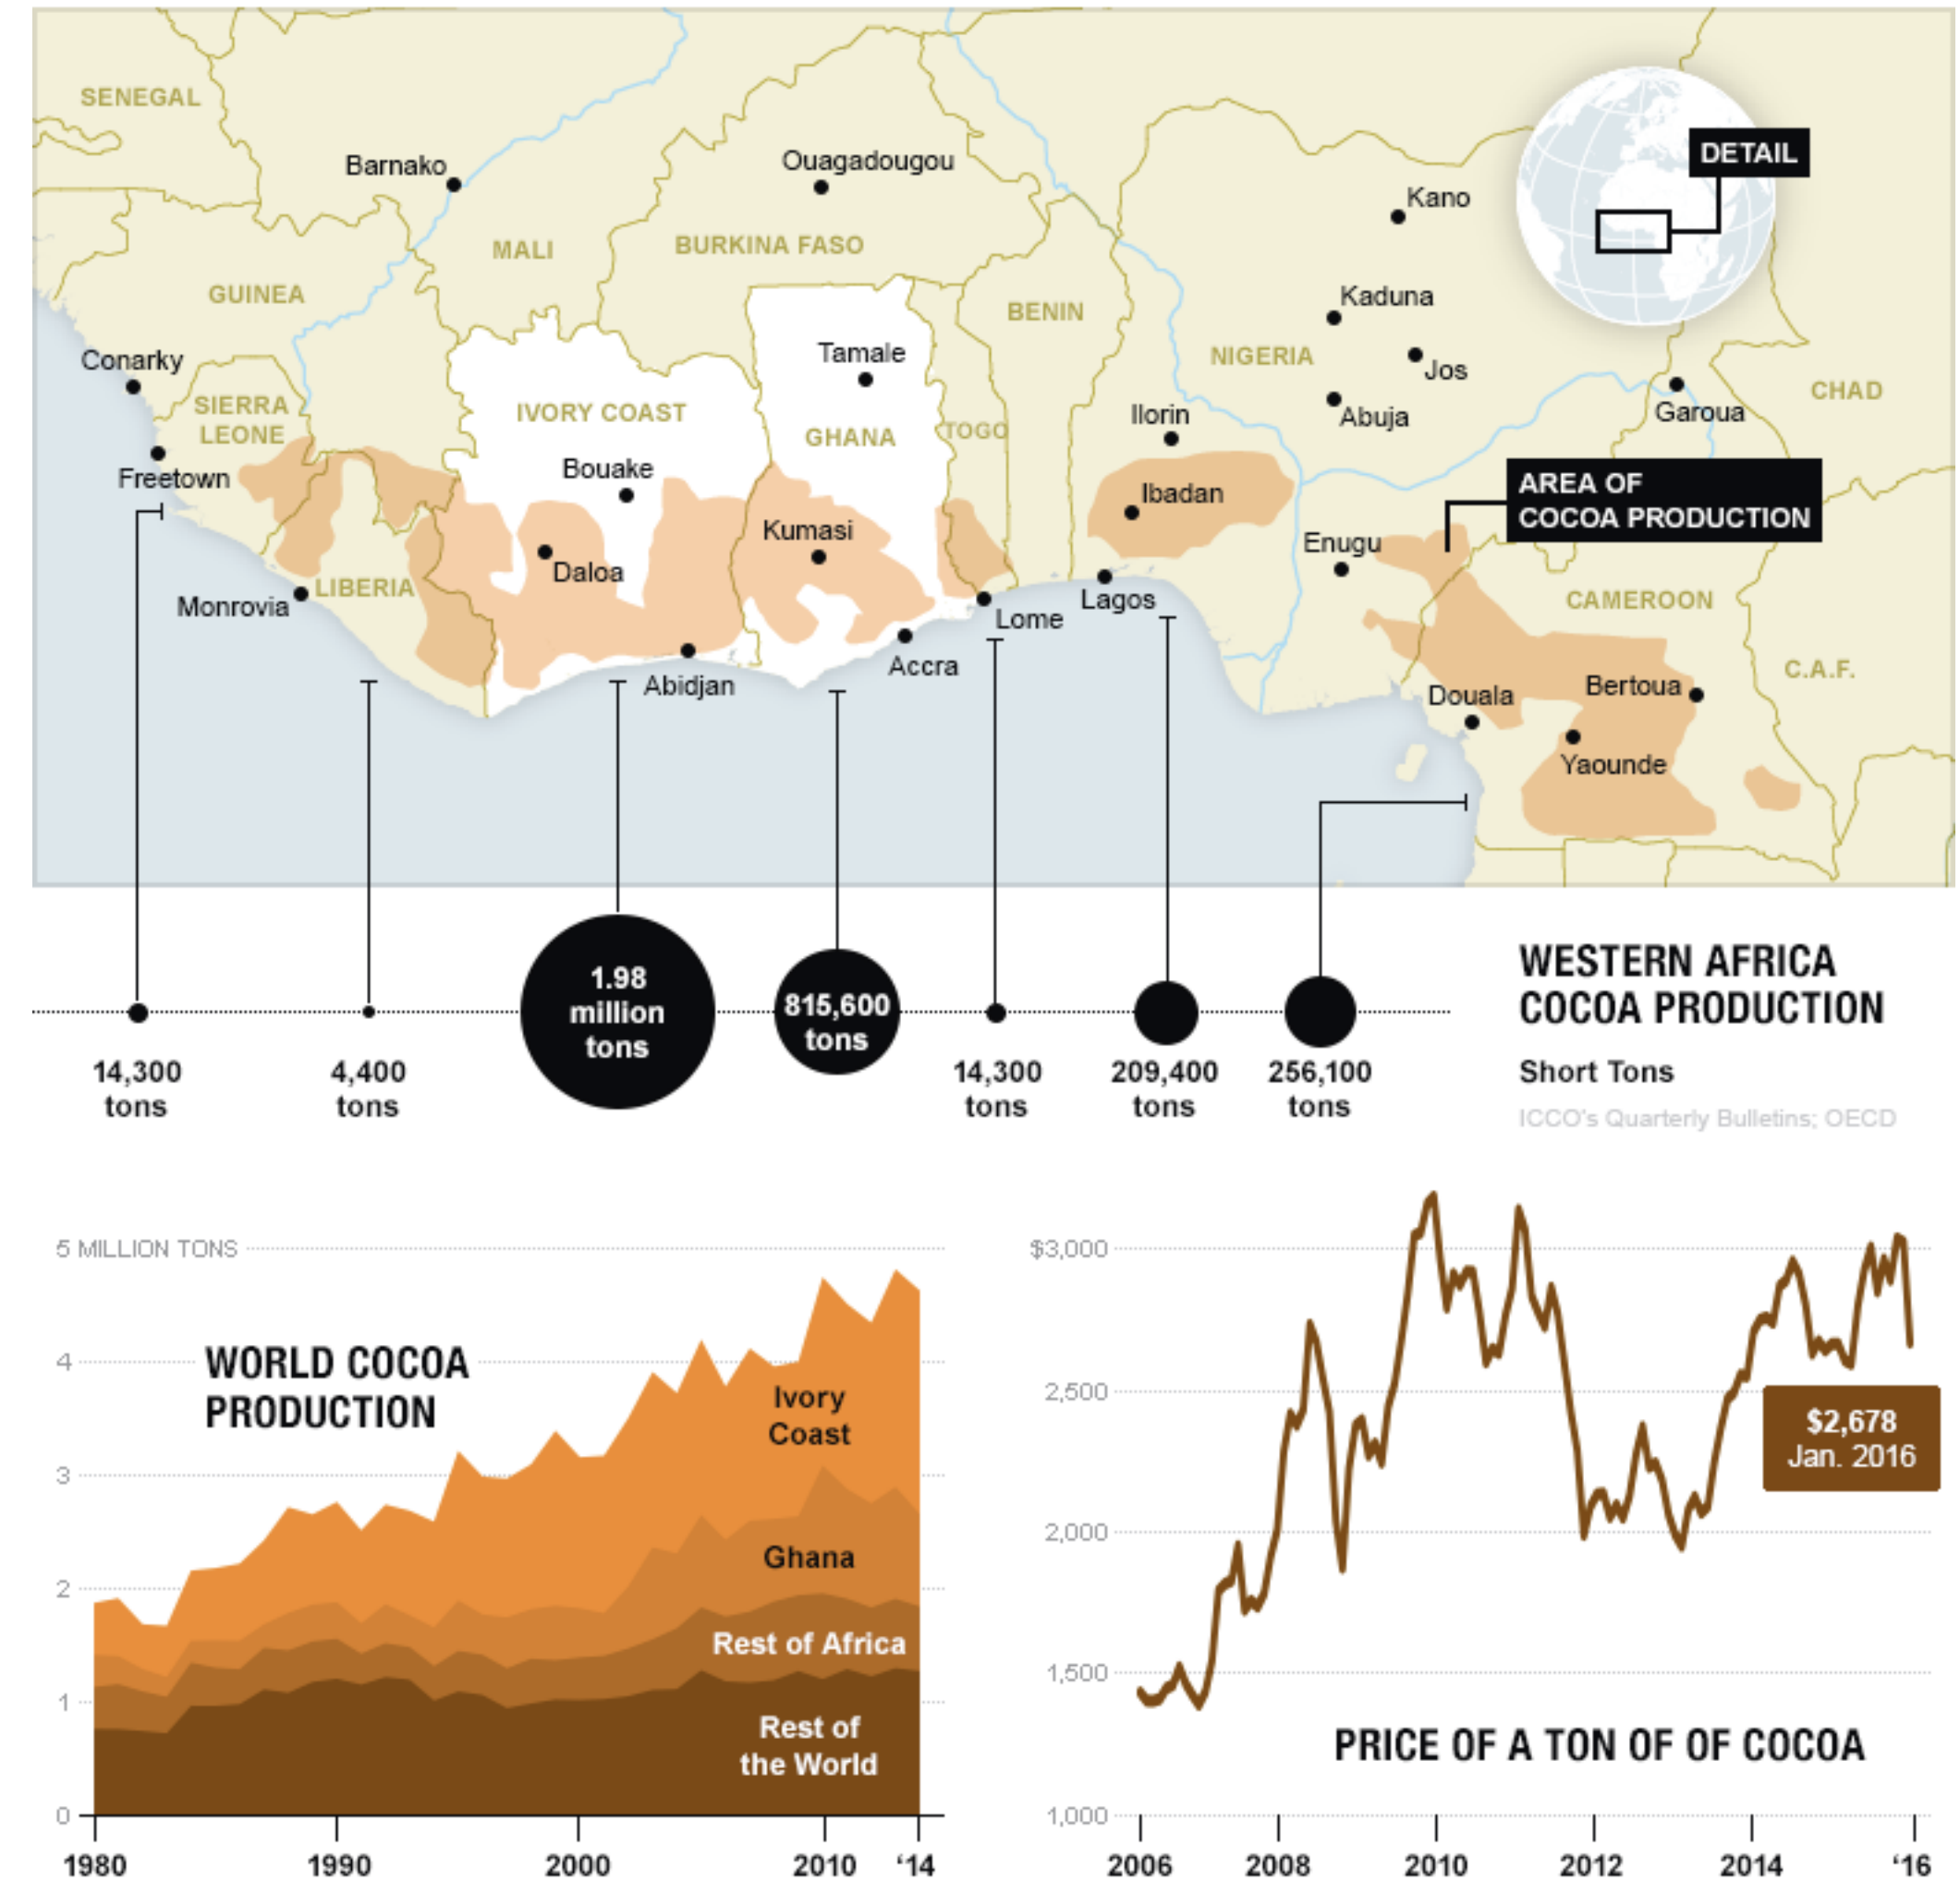 SENEGAL
DETAIL
Barnako
Ouagadougou
Kano
MALI
BURKINA FASO
GUINEA
Kaduna
BENIN
Conarky
Tamale
NIGERIA
Jos
CHAD
SIERRA
LEONE
IVORY COAST
GHANA
TOGO
Ilorin
Abuja
Garoua
Freetown
Bouake
Ibadan
AREA OF
COCOA PRODUCTION
Kumasi
Enugu
Daloa
LIBERIA
Monrovia
Lome
Lagos
CAMEROON
Accra
C.A.F.
Abidjan
Douala
Bertoua
Yaounde
14,300
tons
4,400
tons
1.98
million
tons
815,600
tons
14,300
tons
209,400
tons
256,100
tons
WESTERN AFRICA
COCOA PRODUCTION
Short Tons
ICCO's Quarterly Bulletins; OECD
5 MILLION TONS
4
3
2
1
0
WORLD COCOA
PRODUCTION
Ivory
Coast
Ghana
Rest of Africa
Rest of
the World
1980
1990
2000
2010
‘14
$3,000
2,500
2,000
1,500
1,000
$2,678
Jan. 2016
PRICE OF A TON OF OF COCOA
2006
2008
2010
2012
2014
‘16